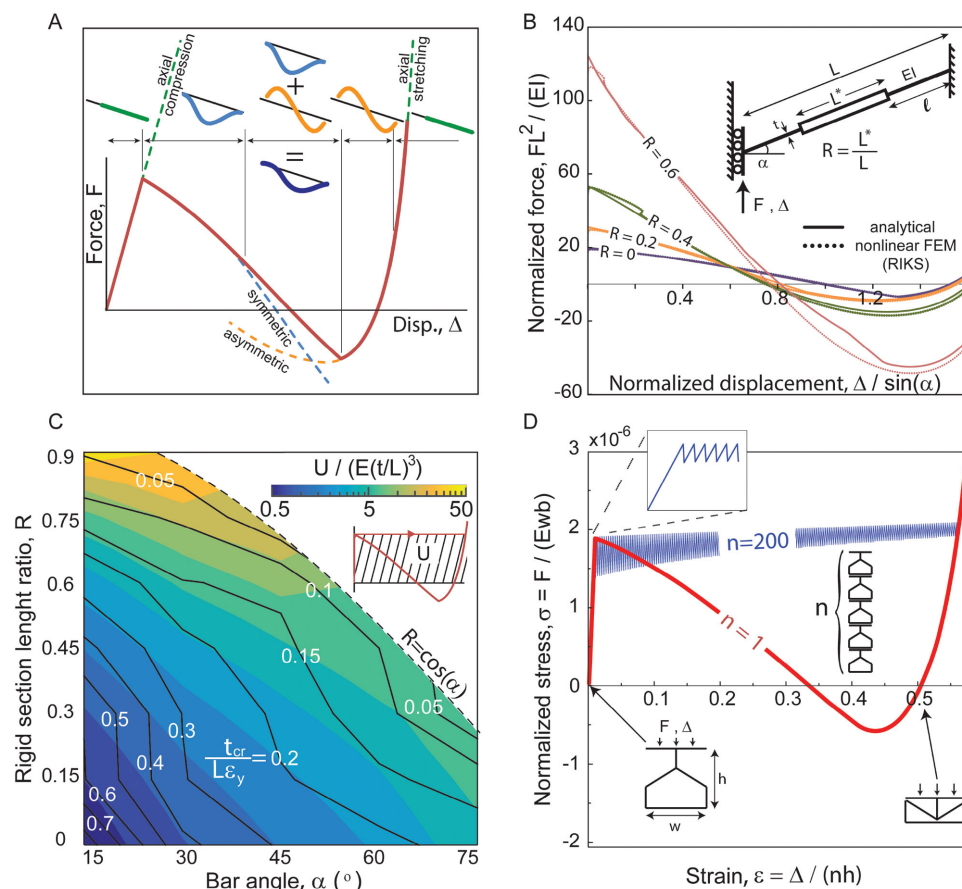 A
axial
compression
axial
stretching
+
=
Force, F
Disp., Δ
symmetric
asymmetric
B
Normalized force, FL²/(EI)
140
100
60
20
-20
-60
0.4
0.8
1.2
R = 0.6
R = 0.4
R = 0.2
R = 0
L
L*
EI
ℓ
t
α
R = L*/L
F , Δ
analytical
nonlinear FEM
(RIKS)
Normalized displacement, Δ / sin(α)
C
Rigid section lenght ratio, R
0.9
0.75
0.6
0.45
0.3
0.15
0
15
30
45
60
75
Bar angle, α (°)
U / (E(t/L)³)
0.5
5
50
U
R=cos(α)
0.05
0.1
0.15
0.05
0.5
0.4
0.3
0.6
0.7
t_cr/Lε_y = 0.2
D
Normalized stress, σ = F / (Ewb)
×10⁻⁶
3
2
1
0
-1
-2
0.1
0.2
0.3
0.4
0.5
n=200
n = 1
n
F , Δ
h
w
Strain, ε = Δ / (nh)